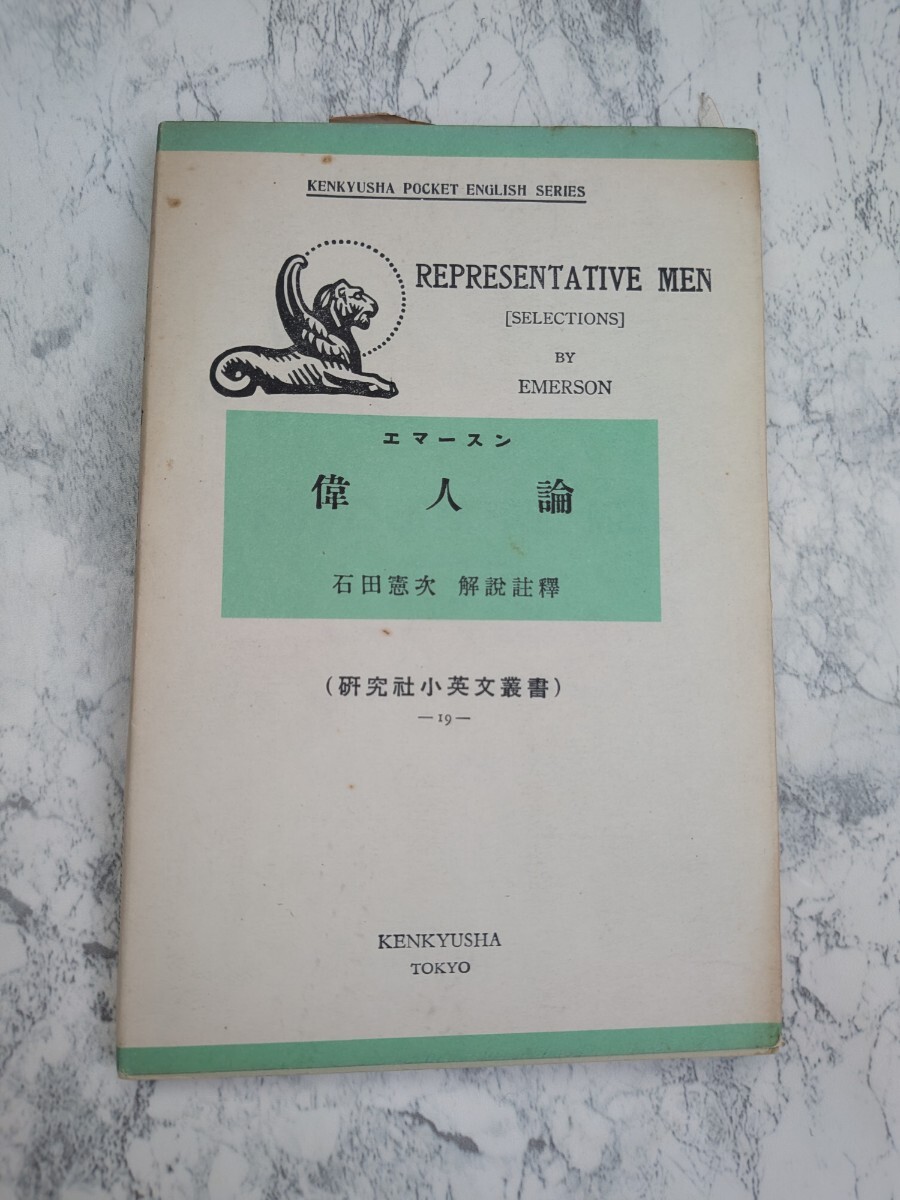 KENKYUSHA POCKET ENGLISH SERIES
REPRESENTATIVE MEN
[SELECTIONS]
BY
EMERSON
エマースン
偉人論
石田憲次 解說註釋
(研究社小英文叢書)
—19—
KENKYUSHA
TOKYO